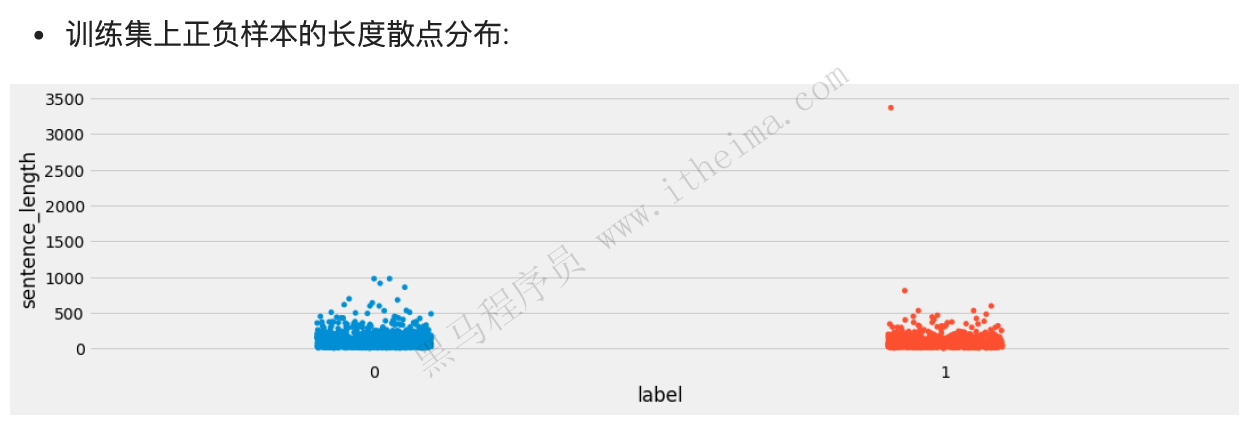 • 训练集上正负样本的长度散点分布:
3500
3000
2500
2000
1500
1000
500
0
sentence_length
0 1
label
黑马程序员 www.itheima.com